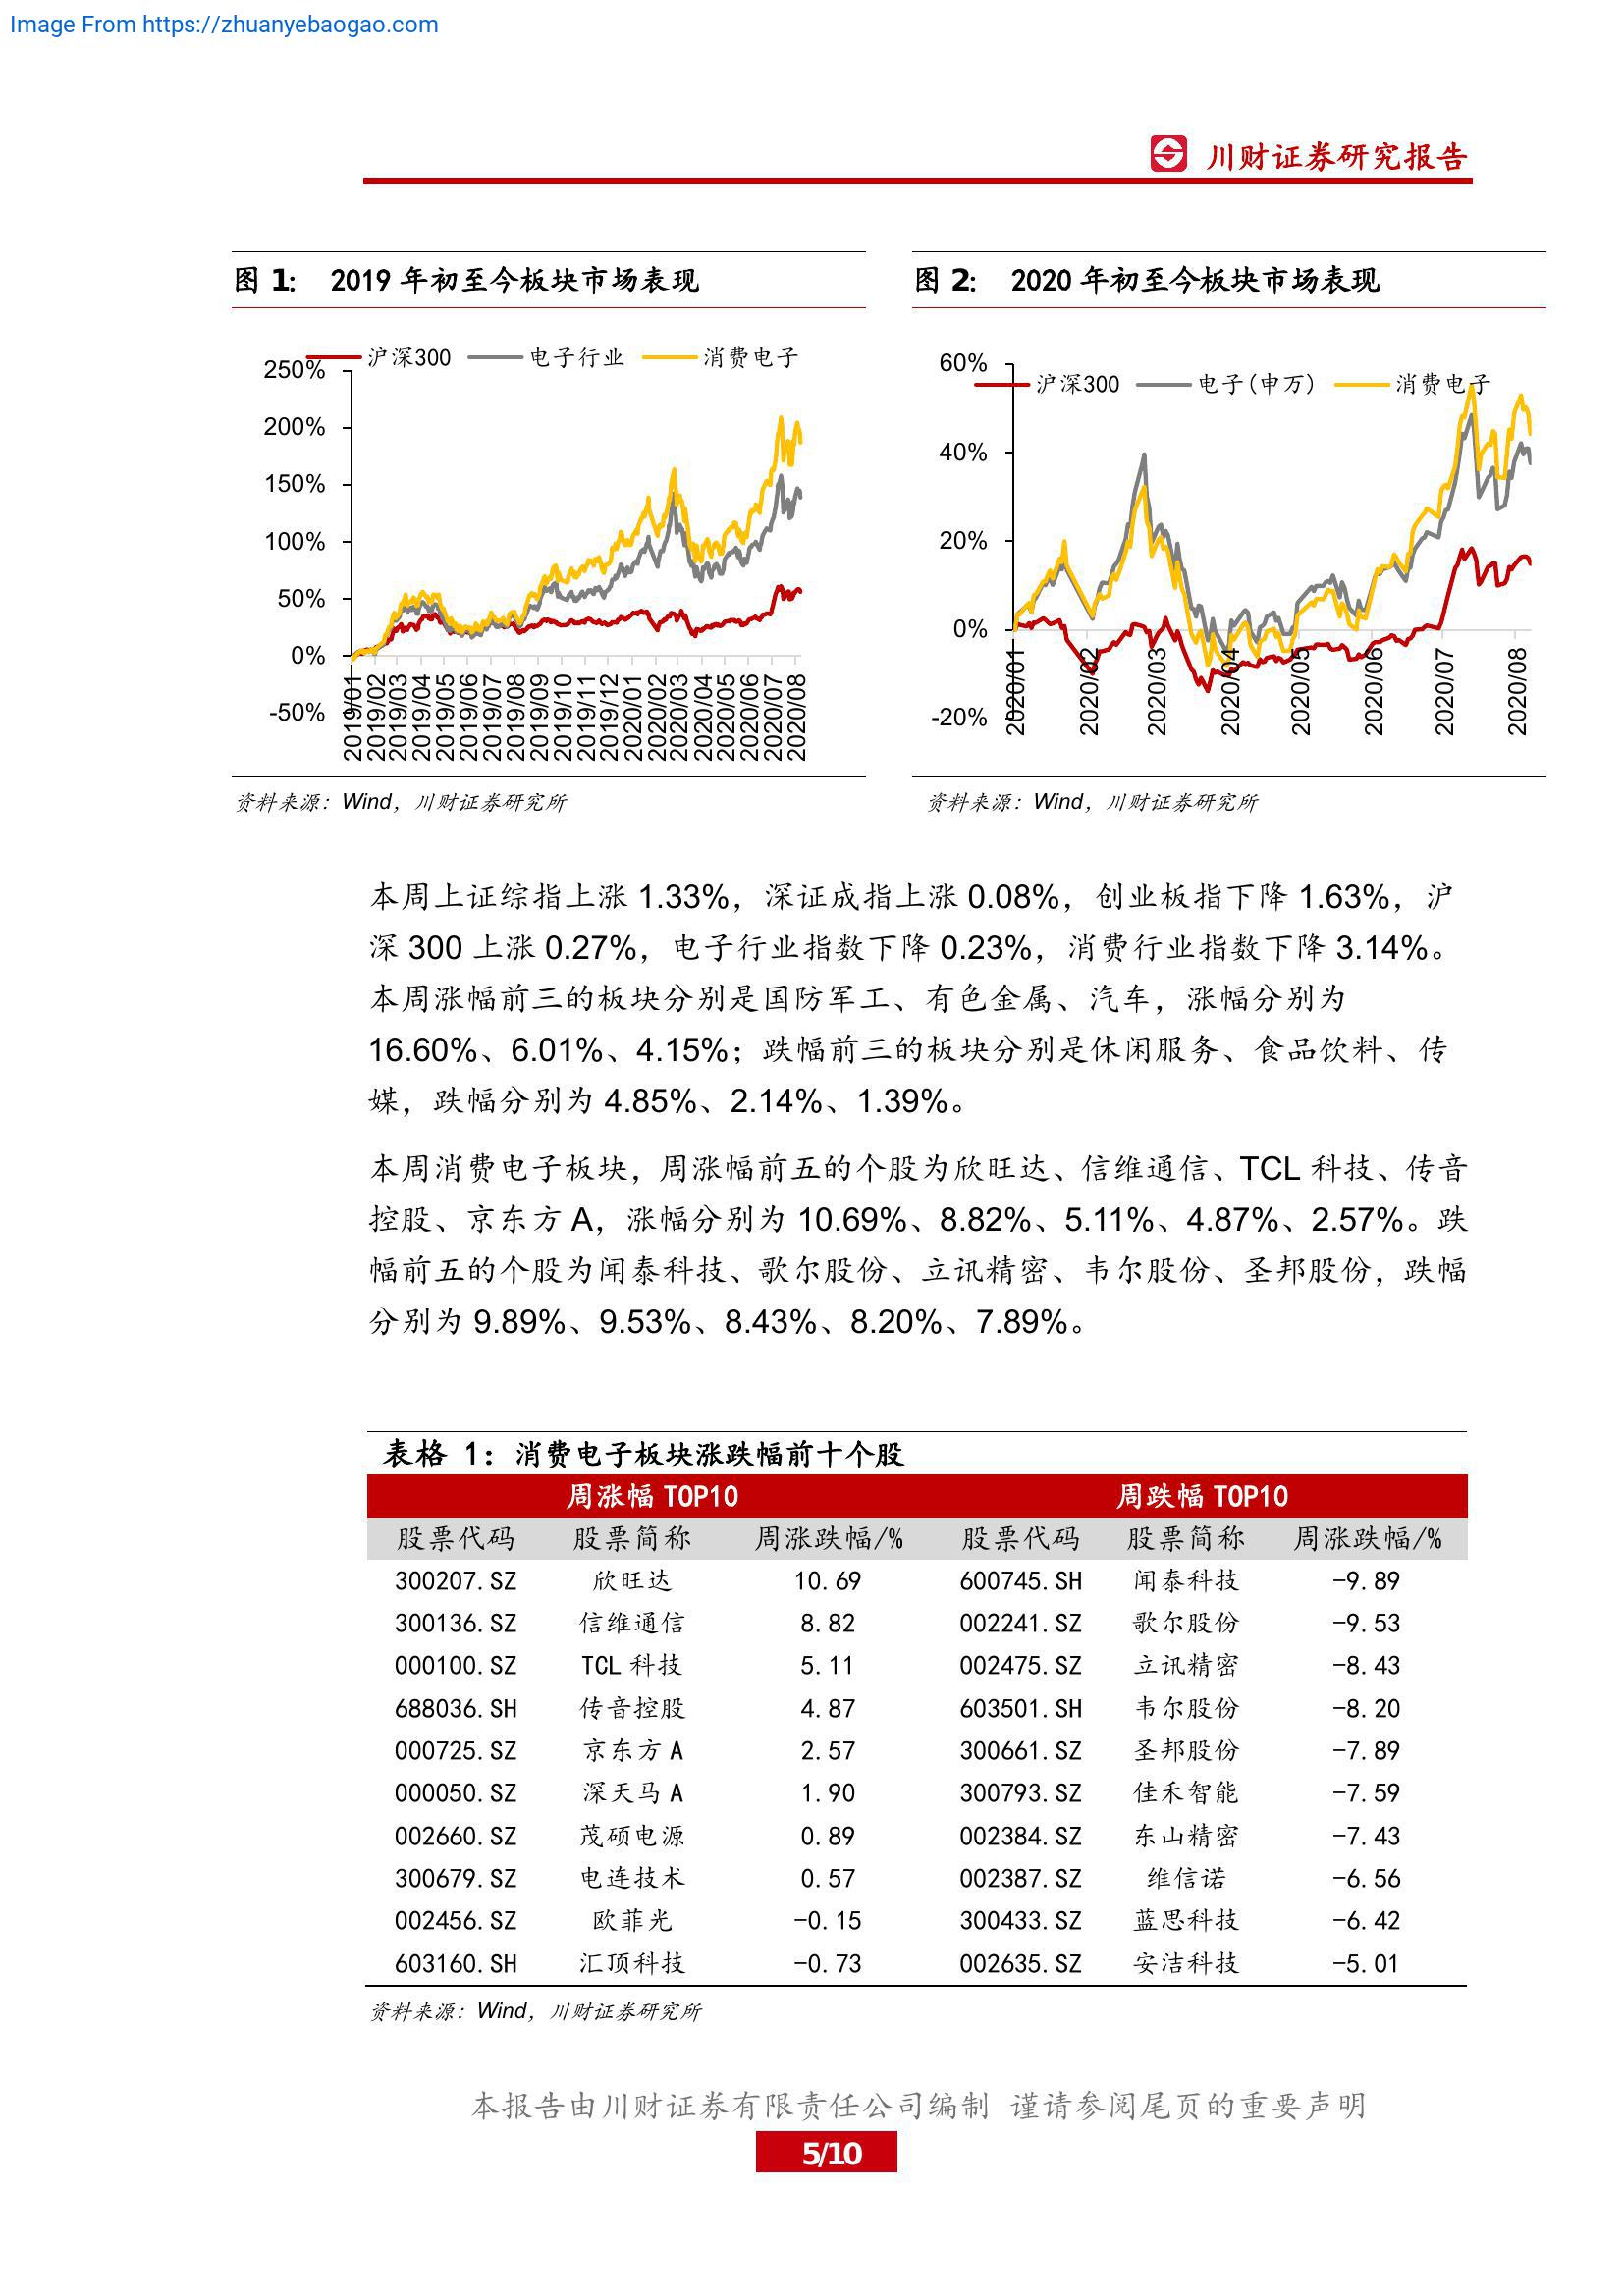 Image From https://zhuanyebaogao.com
川财证券研究报告
图 1： 2019 年初至今板块市场表现
沪深300 电子行业 消费电子
250%
200%
150%
100%
50%
0%
-50%
2019/01 2019/02 2019/03 2019/04 2019/05 2019/06 2019/07 2019/08 2019/09 2019/10 2019/11 2019/12 2020/01 2020/02 2020/03 2020/04 2020/05 2020/06 2020/07 2020/08
资料来源：Wind，川财证券研究所
图 2： 2020 年初至今板块市场表现
沪深300 电子(申万) 消费电子
60%
40%
20%
0%
-20%
2020/01 2020/02 2020/03 2020/04 2020/05 2020/06 2020/07 2020/08
资料来源：Wind，川财证券研究所
本周上证综指上涨 1.33%，深证成指上涨 0.08%，创业板指下降 1.63%，沪
深 300 上涨 0.27%，电子行业指数下降 0.23%，消费行业指数下降 3.14%。
本周涨幅前三的板块分别是国防军工、有色金属、汽车，涨幅分别为
16.60%、6.01%、4.15%；跌幅前三的板块分别是休闲服务、食品饮料、传
媒，跌幅分别为 4.85%、2.14%、1.39%。
本周消费电子板块，周涨幅前五的个股为欣旺达、信维通信、TCL 科技、传音
控股、京东方 A，涨幅分别为 10.69%、8.82%、5.11%、4.87%、2.57%。跌
幅前五的个股为闻泰科技、歌尔股份、立讯精密、韦尔股份、圣邦股份，跌幅
分别为 9.89%、9.53%、8.43%、8.20%、7.89%。
表格 1：消费电子板块涨跌幅前十个股
周涨幅 TOP10 周跌幅 TOP10
股票代码 股票简称 周涨跌幅/% 股票代码 股票简称 周涨跌幅/%
300207.SZ 欣旺达 10.69 600745.SH 闻泰科技 -9.89
300136.SZ 信维通信 8.82 002241.SZ 歌尔股份 -9.53
000100.SZ TCL 科技 5.11 002475.SZ 立讯精密 -8.43
688036.SH 传音控股 4.87 603501.SH 韦尔股份 -8.20
000725.SZ 京东方 A 2.57 300661.SZ 圣邦股份 -7.89
000050.SZ 深天马 A 1.90 300793.SZ 佳禾智能 -7.59
002660.SZ 茂硕电源 0.89 002384.SZ 东山精密 -7.43
300679.SZ 电连技术 0.57 002387.SZ 维信诺 -6.56
002456.SZ 欧菲光 -0.15 300433.SZ 蓝思科技 -6.42
603160.SH 汇顶科技 -0.73 002635.SZ 安洁科技 -5.01
资料来源：Wind，川财证券研究所
本报告由川财证券有限责任公司编制 谨请参阅尾页的重要声明
5/10